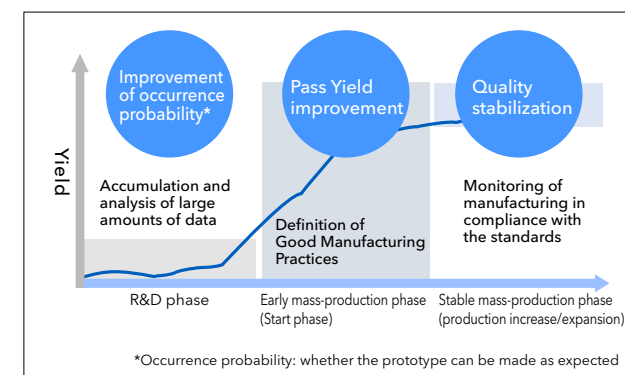 Improvement
of occurrence
probability*
Pass Yield
improvement
Quality
stabilization
Yield
Accumulation and
analysis of large
amounts of data
Definition of
Good Manufacturing
Practices
Monitoring of
manufacturing in
compliance with
the standards
R&D phase
Early mass-production phase
(Start phase)
Stable mass-production phase
(production increase/expansion)
*Occurrence probability: whether the prototype can be made as expected